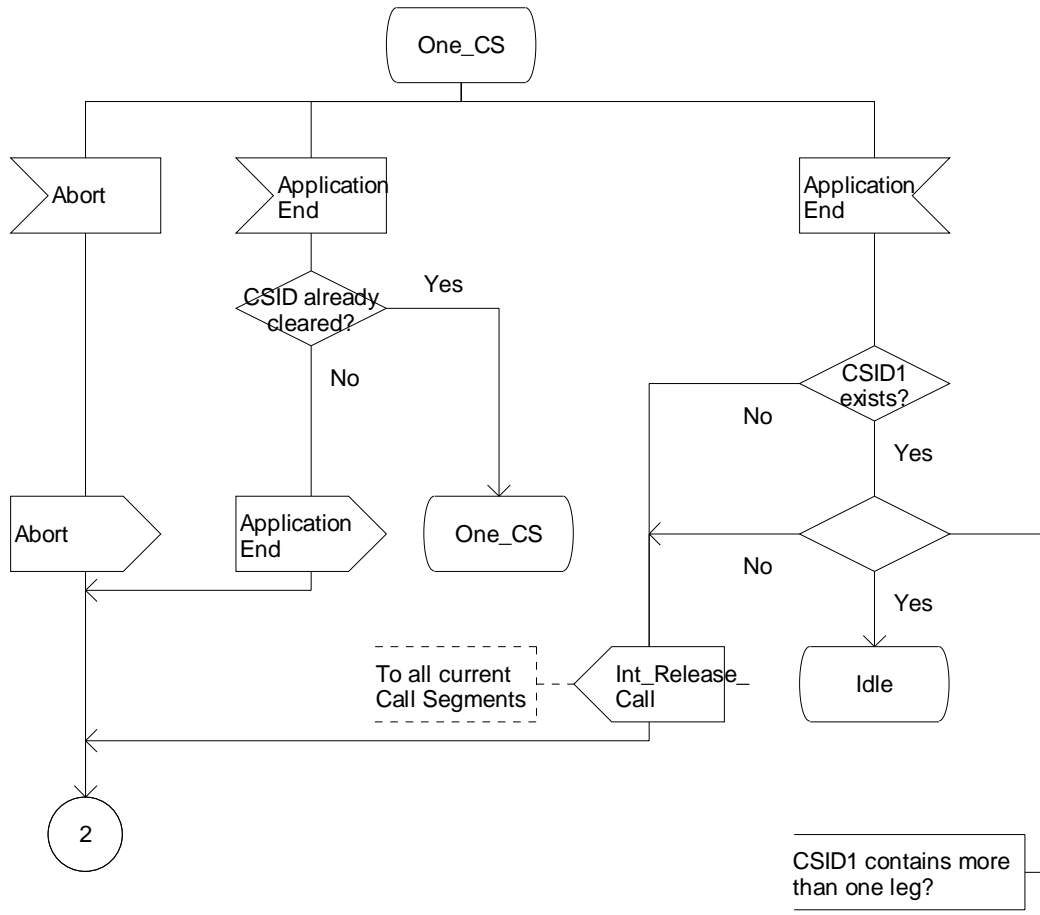 One_CS
Abort
Application
End
Application
End
CSID already
cleared?
Yes
No
CSID1
exists?
No
Yes
Abort
Application
End
One_CS
No
Yes
To all current
Call Segments
Int_Release_
Call
Idle
2
CSID1 contains more
than one leg?